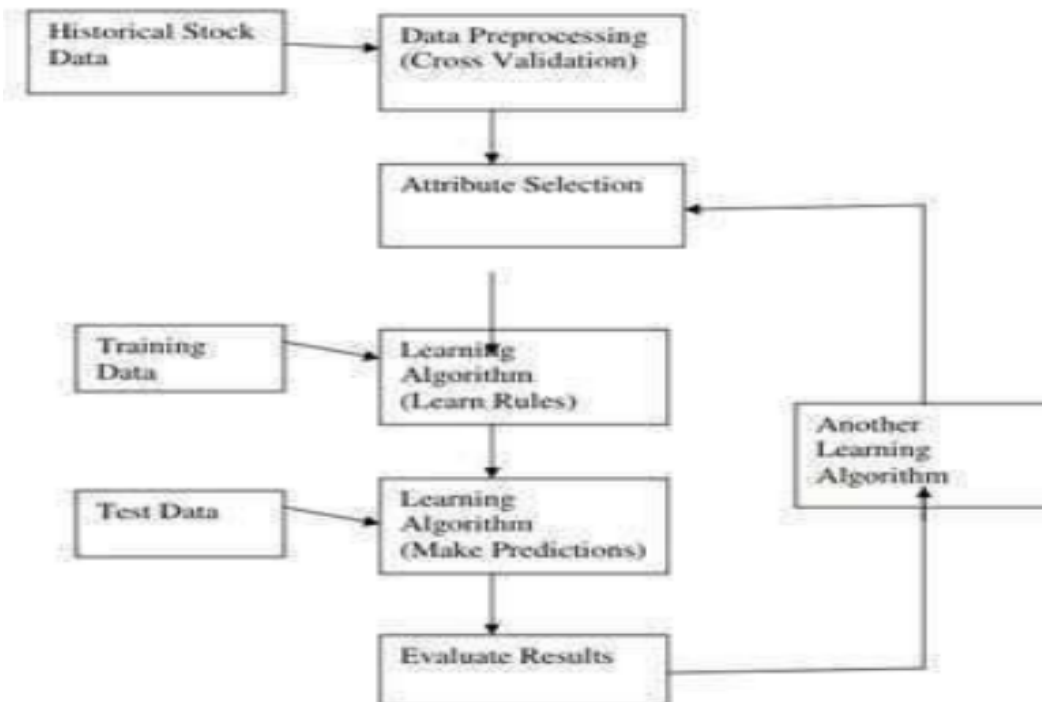 Historical Stock
Data
Data Preprocessing
(Cross Validation)
Attribute Selection
Training
Data
Learning
Algorithm
(Learn Rules)
Another
Learning
Algorithm
Test Data
Learning
Algorithm
(Make Predictions)
Evaluate Results